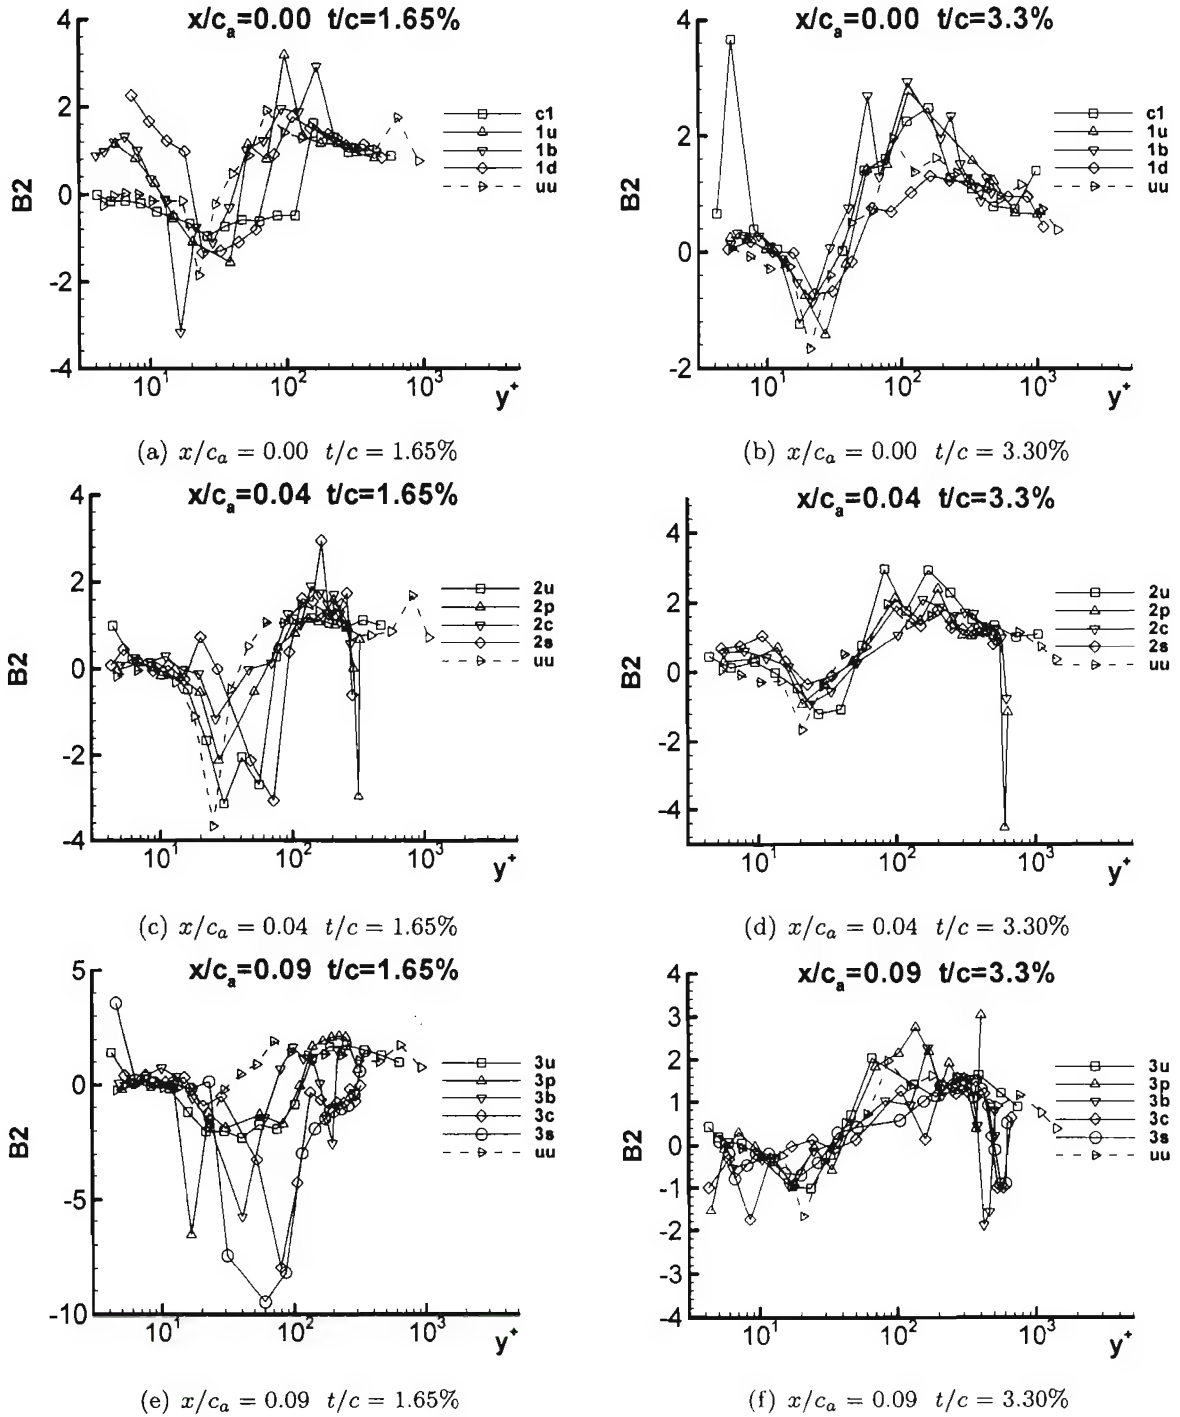 x/ca=0.00 t/c=1.65%
4
2
0
-2
-4
B2
10¹
10²
10³
y⁺
c1
1u
1b
1d
uu
(a) x/ca = 0.00 t/c = 1.65%
x/ca=0.00 t/c=3.3%
4
2
0
-2
B2
10¹
10²
10³
y⁺
c1
1u
1b
1d
uu
(b) x/ca = 0.00 t/c = 3.30%
x/ca=0.04 t/c=1.65%
4
2
0
-2
-4
B2
10¹
10²
10³
y⁺
2u
2p
2c
2s
uu
(c) x/ca = 0.04 t/c = 1.65%
x/ca=0.04 t/c=3.3%
4
2
0
-2
-4
B2
10¹
10²
10³
y⁺
2u
2p
2c
2s
uu
(d) x/ca = 0.04 t/c = 3.30%
x/ca=0.09 t/c=1.65%
5
0
-5
-10
B2
10¹
10²
10³
y⁺
3u
3p
3b
3c
3s
uu
(e) x/ca = 0.09 t/c = 1.65%
x/ca=0.09 t/c=3.3%
4
3
2
1
0
-1
-2
-3
-4
B2
10¹
10²
10³
y⁺
3u
3p
3b
3c
3s
uu
(f) x/ca = 0.09 t/c = 3.30%